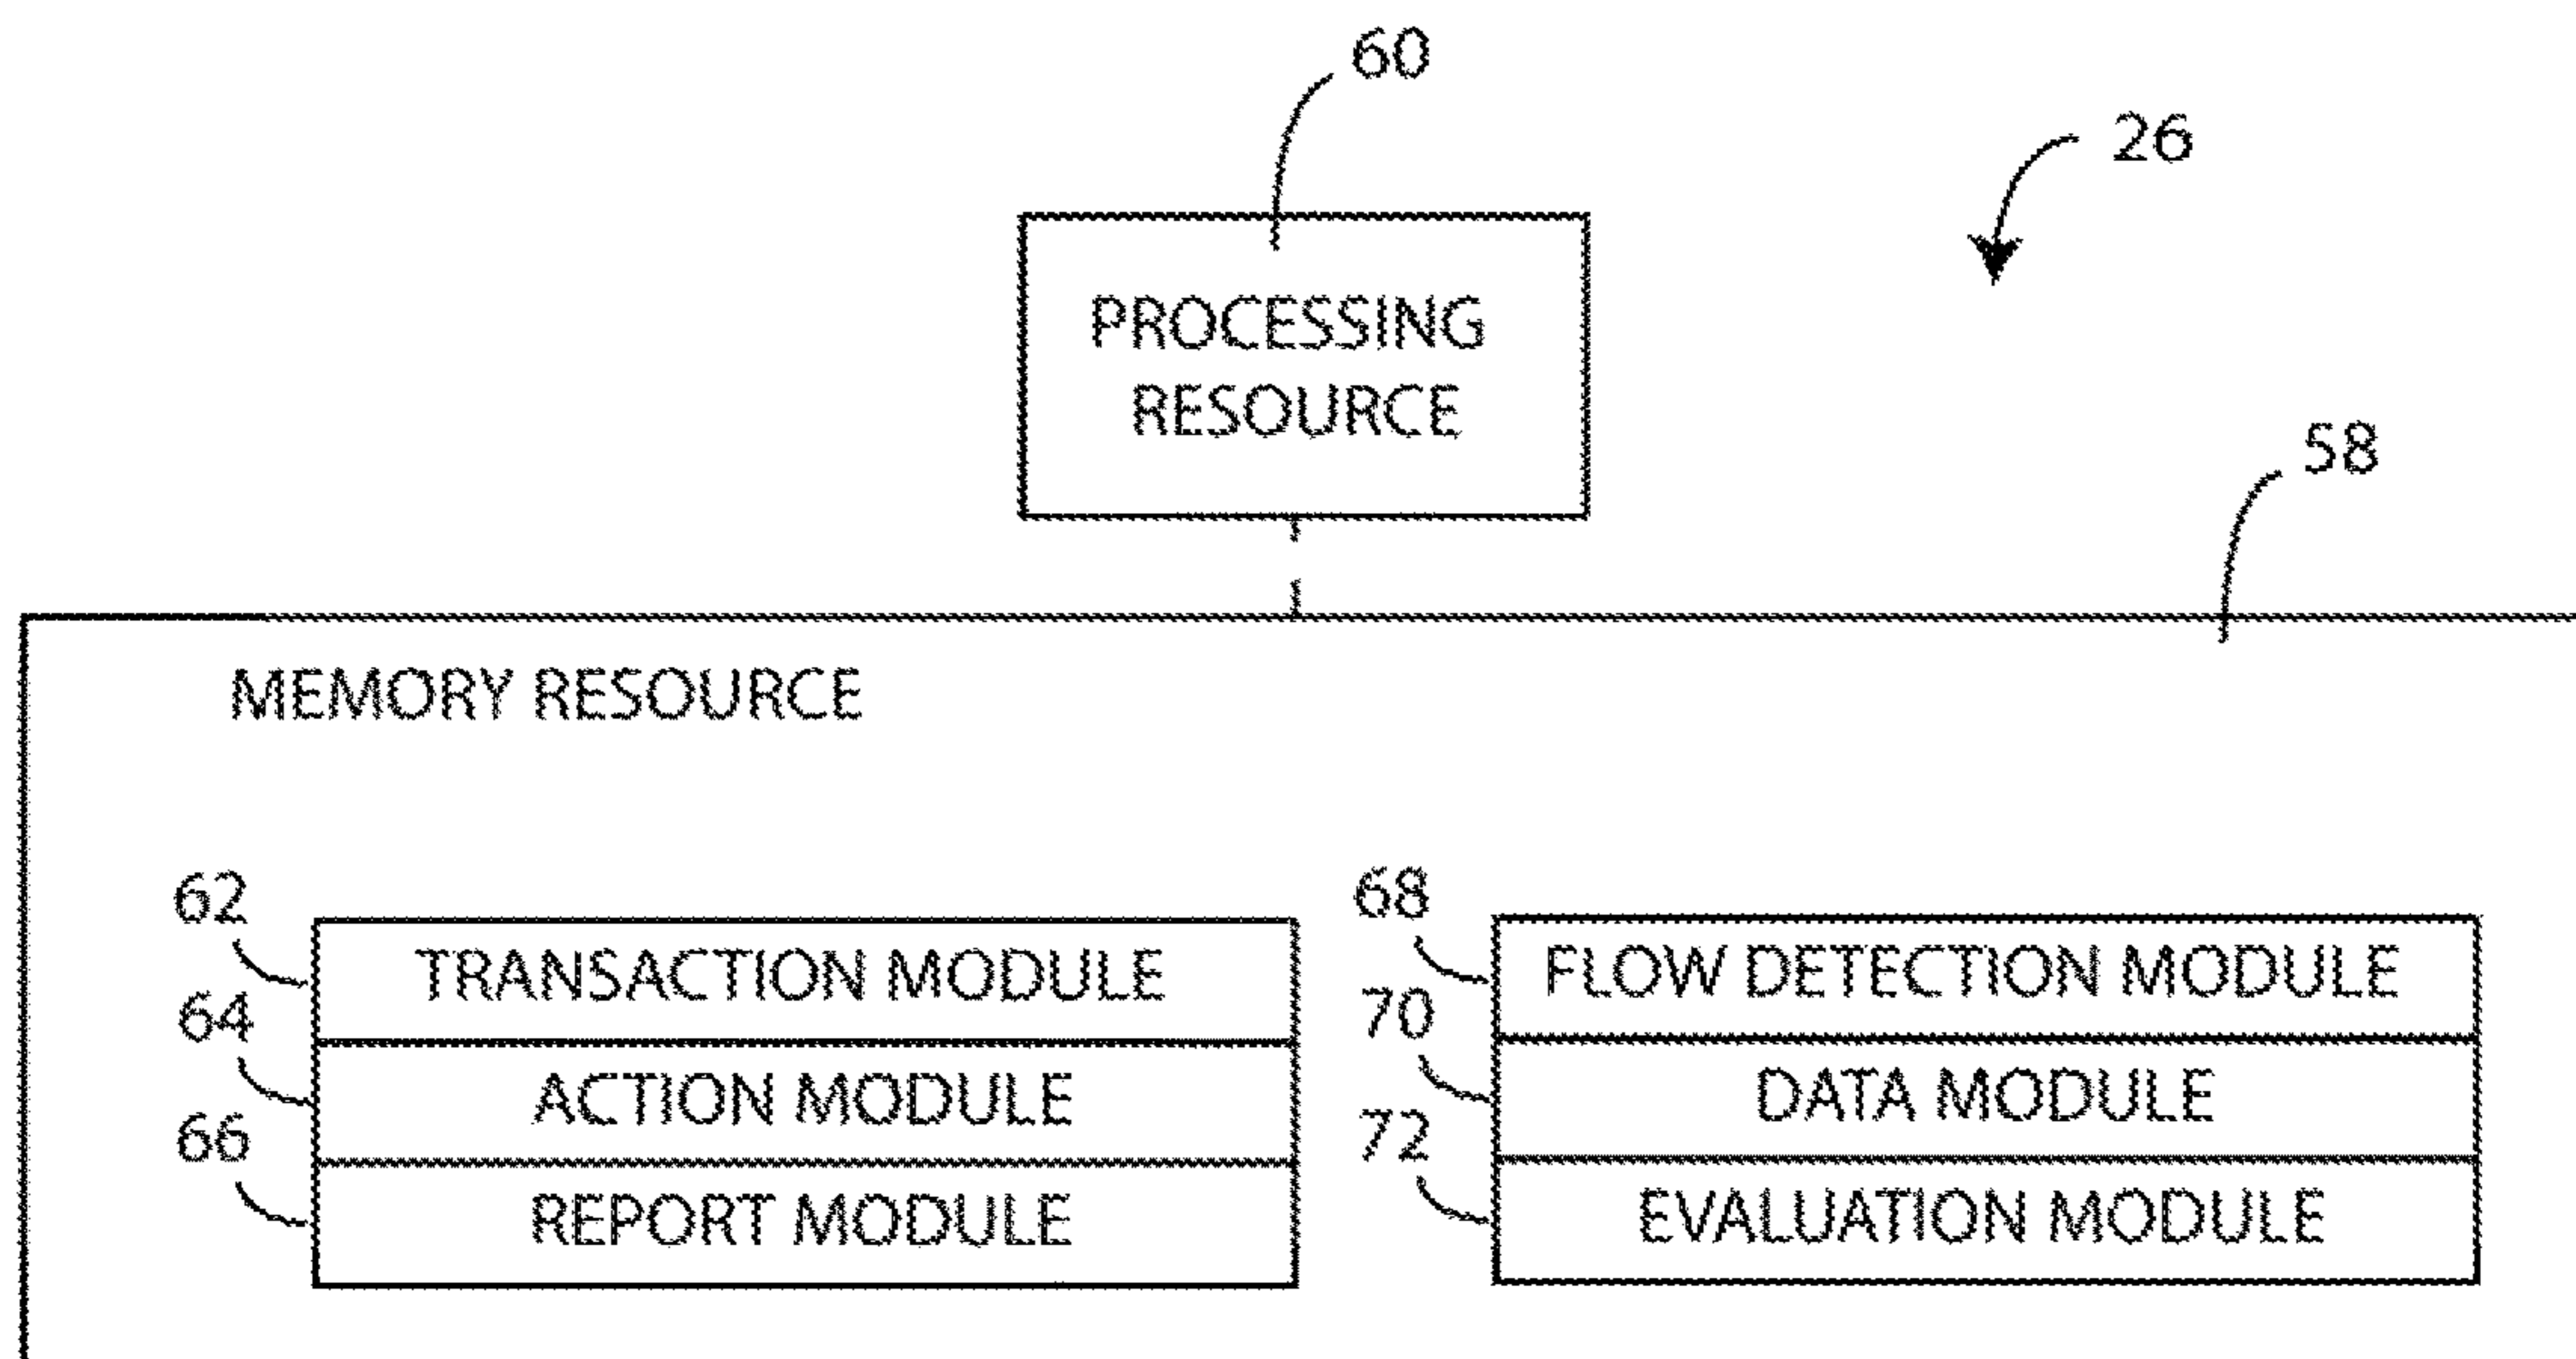 60
26
PROCESSING
RESOURCE
58
MEMORY RESOURCE
62
TRANSACTION MODULE
64
ACTION MODULE
66
REPORT MODULE
68
FLOW DETECTION MODULE
70
DATA MODULE
72
EVALUATION MODULE